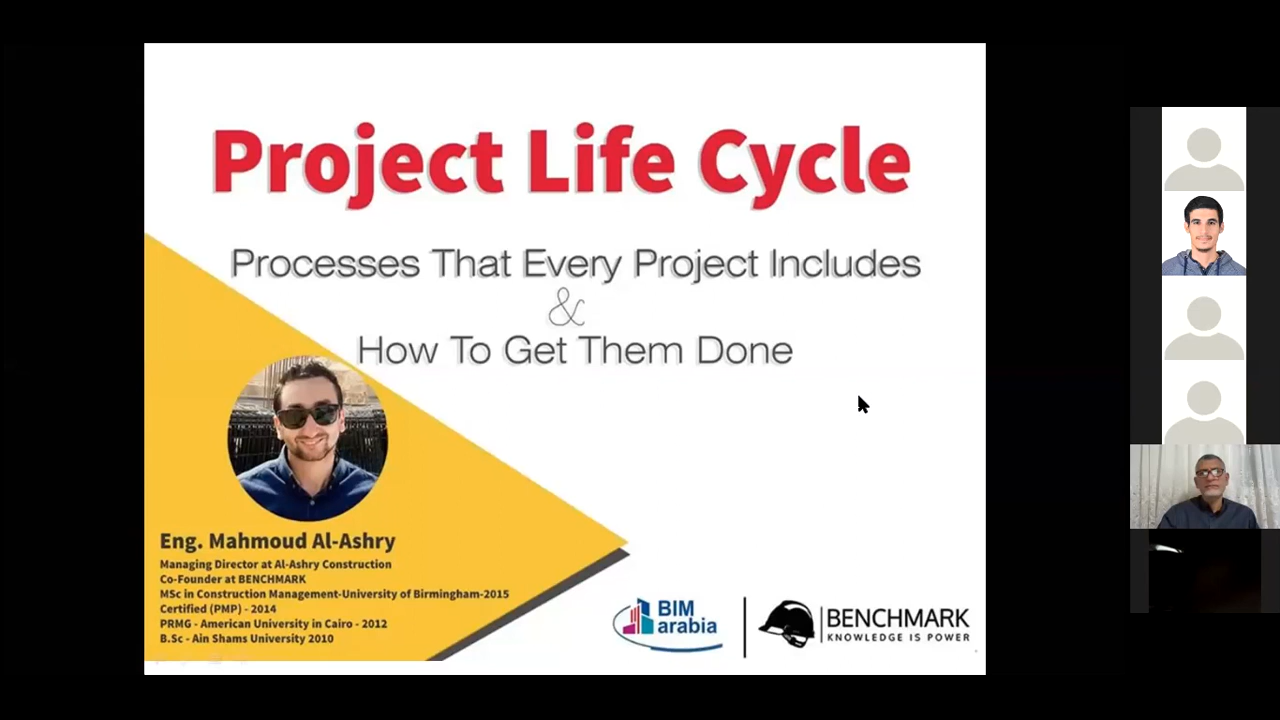 Project Life Cycle
Processes That Every Project Includes
&
How To Get Them Done
Eng. Mahmoud Al-Ashry
Managing Director at Al-Ashry Construction
Co-Founder at BENCHMARK
MSc in Construction Management-University of Birmingham-2015
Certified (PMP) - 2014
PRMG - American University in Cairo - 2012
B.Sc - Ain Shams University 2010
BIM
arabia
BENCHMARK
KNOWLEDGE IS POWER